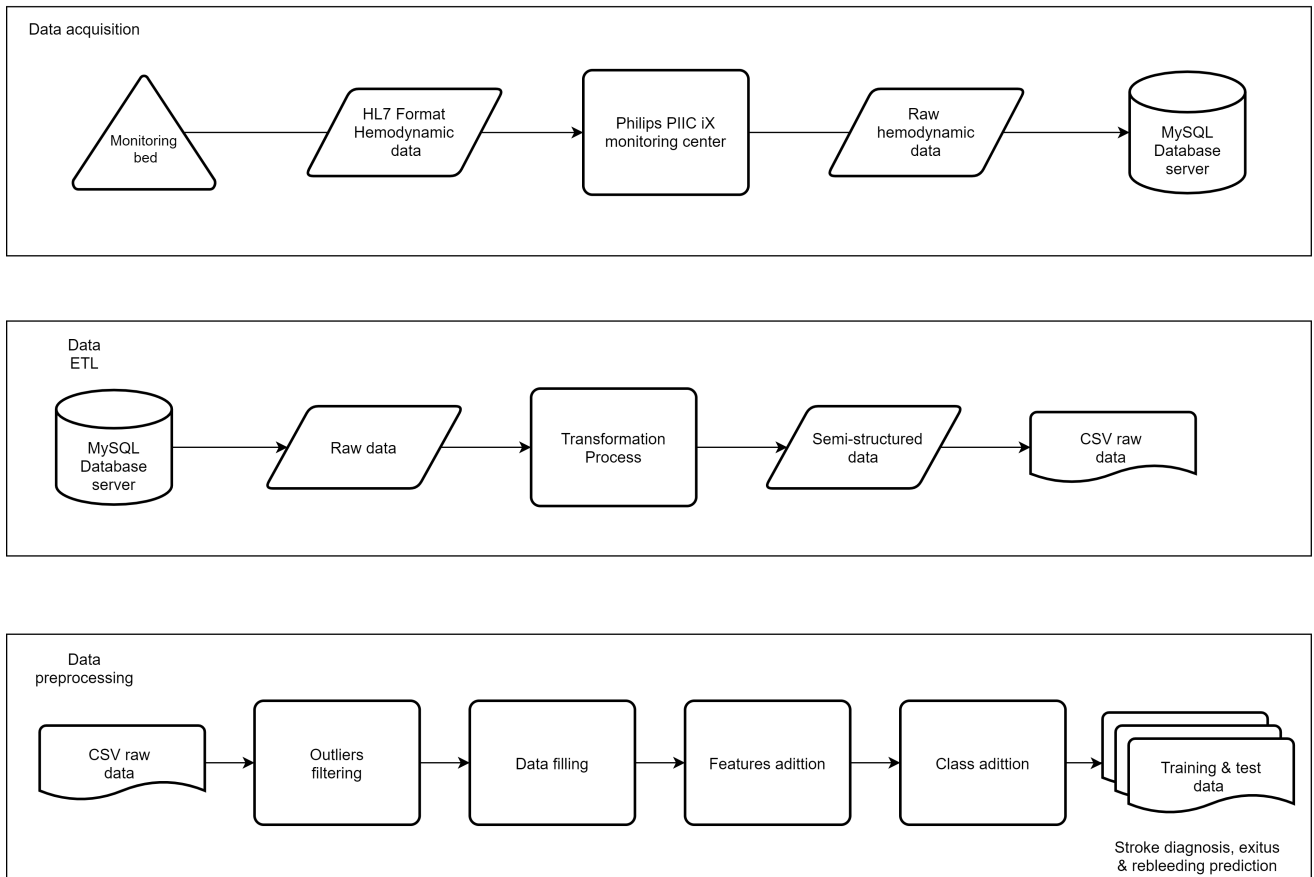 Data acquisition
Monitoring
bed
HL7 Format
Hemodynamic
data
Philips PIIC iX
monitoring center
Raw
hemodynamic
data
MySQL
Database
server
Data
ETL
MySQL
Database
server
Raw data
Transformation
Process
Semi-structured
data
CSV raw
data
Data
preprocessing
CSV raw
data
Outliers
filtering
Data filling
Features adittion
Class adittion
Training & test
data
Stroke diagnosis, exitus
& rebleeding prediction